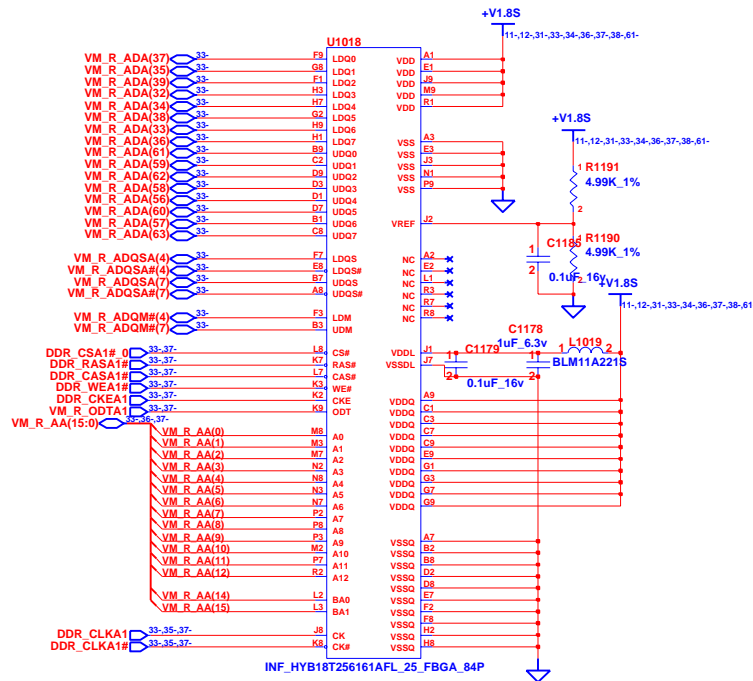 +V1.8S
11-,12-,31-,33-,34-,36-,37-,38-,61-
U1018
VM_R_ADA(37) 33- F9 LDQ0 VDD A1
VM_R_ADA(35) 33- G8 LDQ1 VDD E1
VM_R_ADA(39) 33- F1 LDQ2 VDD J9
VM_R_ADA(32) 33- H3 LDQ3 VDD M9
VM_R_ADA(34) 33- H7 LDQ4 VDD R1
VM_R_ADA(38) 33- G2 LDQ5
VM_R_ADA(33) 33- H9 LDQ6
VM_R_ADA(36) 33- H1 LDQ7 VSS A3
VM_R_ADA(61) 33- B9 UDQ0 VSS E3
VM_R_ADA(59) 33- C2 UDQ1 VSS J3
VM_R_ADA(62) 33- D9 UDQ2 VSS N1
VM_R_ADA(58) 33- D3 UDQ3 VSS P9
VM_R_ADA(56) 33- D1 UDQ4
VM_R_ADA(60) 33- D7 UDQ5
VM_R_ADA(57) 33- B1 UDQ6 VREF J2
VM_R_ADA(63) 33- C8 UDQ7
+V1.8S
11-,12-,31-,33-,34-,36-,37-,38-,61-
1 R1191
4.99K_1%
2
1 R1190
4.99K_1%
2
C1185
1
2
0.1uF_16v
VM_R_ADQSA(4) 33- F7 LDQS NC A2
VM_R_ADQSA#(4) 33- E8 LDQS# NC E2
VM_R_ADQSA(7) 33- B7 UDQS NC L1
VM_R_ADQSA#(7) 33- A8 UDQS# NC R3
NC R7
VM_R_ADQM#(4) 33- F3 LDM NC R8
VM_R_ADQM#(7) 33- B3 UDM
+V1.8S
11-,12-,31-,33-,34-,36-,37-,38-,61
DDR_CSA1#_0 33-,37- L8 CS# VDDL J1
DDR_RASA1# 33-,37- K7 RAS# VSSDL J7
DDR_CASA1# 33-,37- L7 CAS#
DDR_WEA1# 33-,37- K3 WE#
DDR_CKEA1 33-,37- K2 CKE
VM_R_ODTA1 33-,37- K9 ODT
C1178
1uF_6.3v
1
2
C1179
1
2
0.1uF_16v
L1019
1 2
BLM11A221S
VM_R_AA(15:0) 33-,36-,37-
VM_R_AA(0) M8 A0
VM_R_AA(1) M3 A1
VM_R_AA(2) M7 A2
VM_R_AA(3) N2 A3
VM_R_AA(4) N8 A4
VM_R_AA(5) N3 A5
VM_R_AA(6) N7 A6
VM_R_AA(7) P2 A7
VM_R_AA(8) P8 A8
VM_R_AA(9) P3 A9
VM_R_AA(10) M2 A10
VM_R_AA(11) P7 A11
VM_R_AA(12) R2 A12
VM_R_AA(14) L2 BA0
VM_R_AA(15) L3 BA1
VDDQ A9
VDDQ C1
VDDQ C3
VDDQ C7
VDDQ C9
VDDQ E9
VDDQ G1
VDDQ G3
VDDQ G7
VDDQ G9
VSSQ A7
VSSQ B2
VSSQ B8
VSSQ D2
VSSQ D8
VSSQ E7
VSSQ F2
VSSQ F8
VSSQ H2
VSSQ H8
DDR_CLKA1 33-,35-,37- J8 CK
DDR_CLKA1# 33-,35-,37- K8 CK#
INF_HYB18T256161AFL_25_FBGA_84P